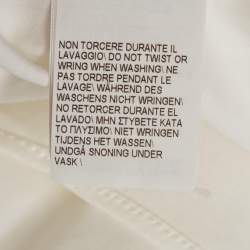 NON TORCERE DURANTE IL
LAVAGGIO\ DO NOT TWIST OR
WRING WHEN WASHING\ NE
PAS TORDRE PENDANT LE
LAVAGE\ WÄHREND DES
WASCHENS NICHT WRINGEN\
NO RETORCER DURANTE EL
LAVADO\ ΜΗΝ ΣΤΥΒΕΤΕ ΚΑΤΑ
ΤΟ ΠΛΥΣΙΜΟ\ NIET WRINGEN
TIJDENS HET WASSEN\
UNDGÅ SNONING UNDER
VASK \